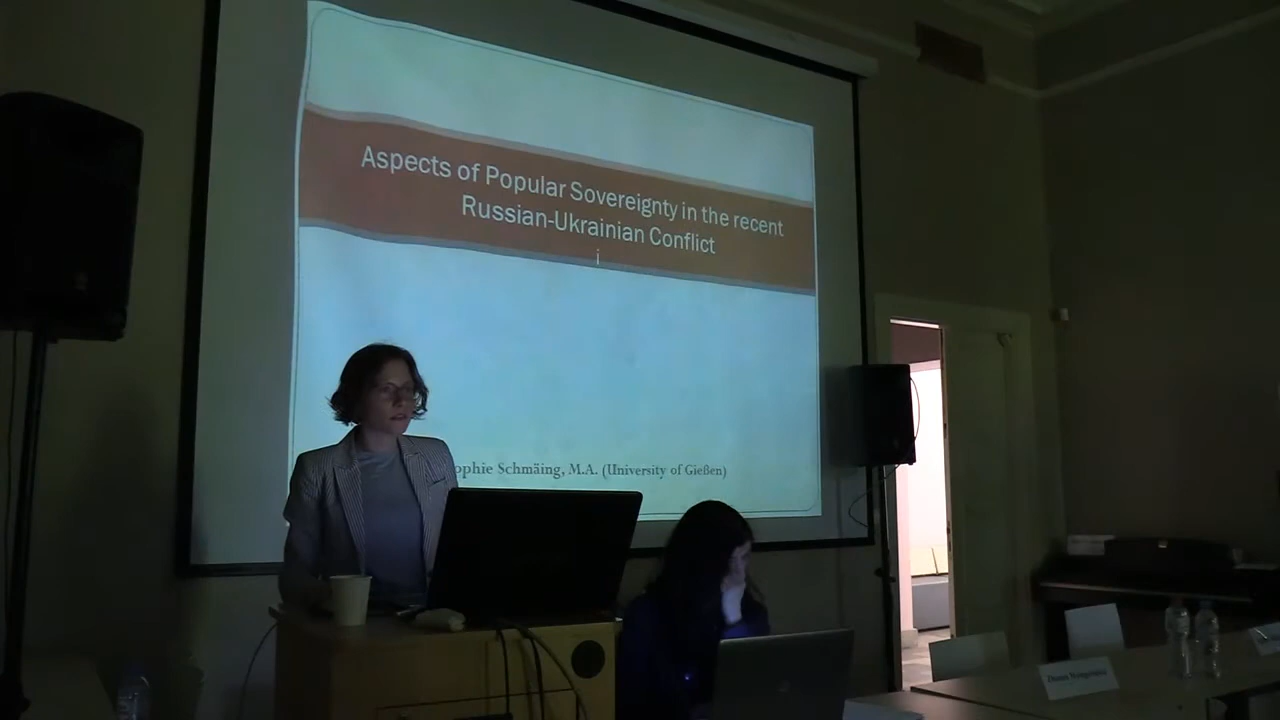 Aspects of Popular Sovereignty in the recent
Russian-Ukrainian Conflict
i
ophie Schmäing, M.A. (University of Gießen)